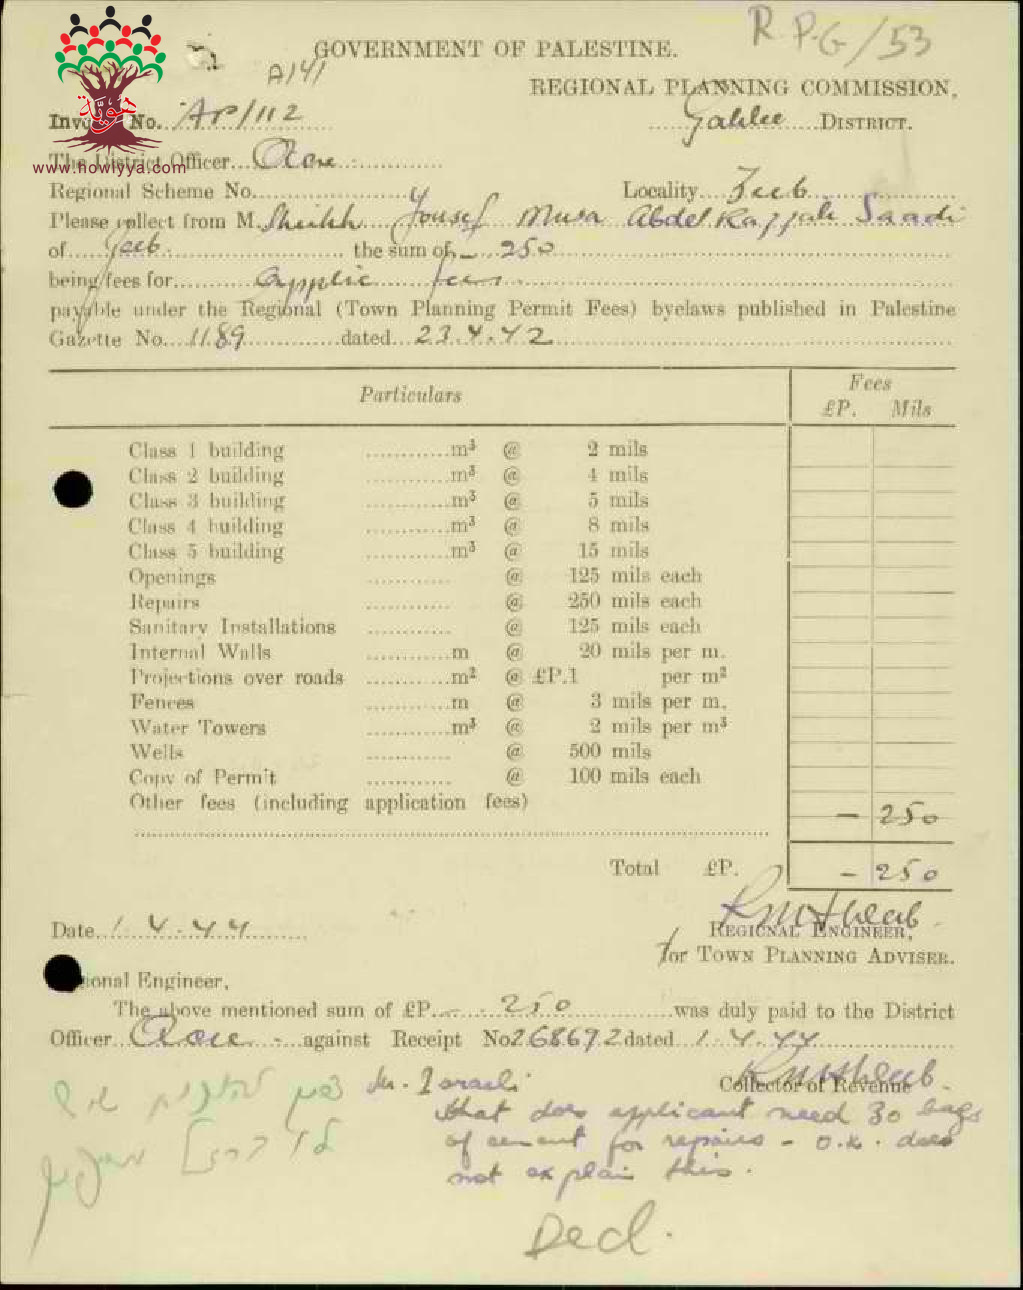 R.P.G/53
GOVERNMENT OF PALESTINE.
A141
REGIONAL PLANNING COMMISSION,
Invo No. AP/112
Galilee DISTRICT.
هوية
www.howiyya.com
The District Officer Acre
Regional Scheme No. Locality Zeeb
Please collect from M. Sheikh Yousef Musa Abdel Razzak Saadi
of Zeeb the sum of - 250
being fees for applic fees.
payable under the Regional (Town Planning Permit Fees) byelaws published in Palestine
Gazette No. 1189 dated 23.4.42
Particulars Fees
£P. Mils
Class 1 building m³ @ 2 mils
Class 2 building m³ @ 4 mils
Class 3 building m³ @ 5 mils
Class 4 building m³ @ 8 mils
Class 5 building m³ @ 15 mils
Openings @ 125 mils each
Repairs @ 250 mils each
Sanitary Installations @ 125 mils each
Internal Walls m @ 20 mils per m.
Projections over roads m² @ £P.1 per m²
Fences m @ 3 mils per m.
Water Towers m³ @ 2 mils per m³
Wells @ 500 mils
Copy of Permit @ 100 mils each
Other fees (including application fees)
— 250
Total £P. — 250
Date 1.4.44
REGIONAL ENGINEER,
for TOWN PLANNING ADVISER.
ional Engineer,
The above mentioned sum of £P. - . 250 was duly paid to the District
Officer Acre - against Receipt No 268692 dated 1.4.44
Collector of Revenue
Mr. Israeli
What does applicant need 30 bags
of cement for repairs - o.k. does
not explain this.
Ded.